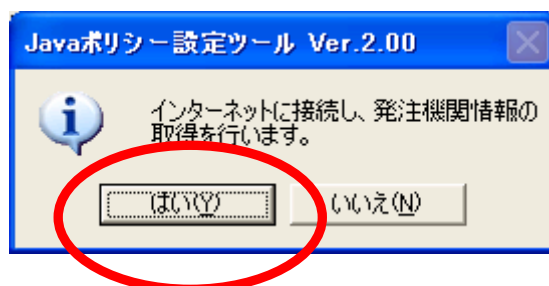 Javaポリシー設定ツール Ver.2.00
インターネットに接続し、発注機関情報の
取得を行います。
はい(Y)
いいえ(N)